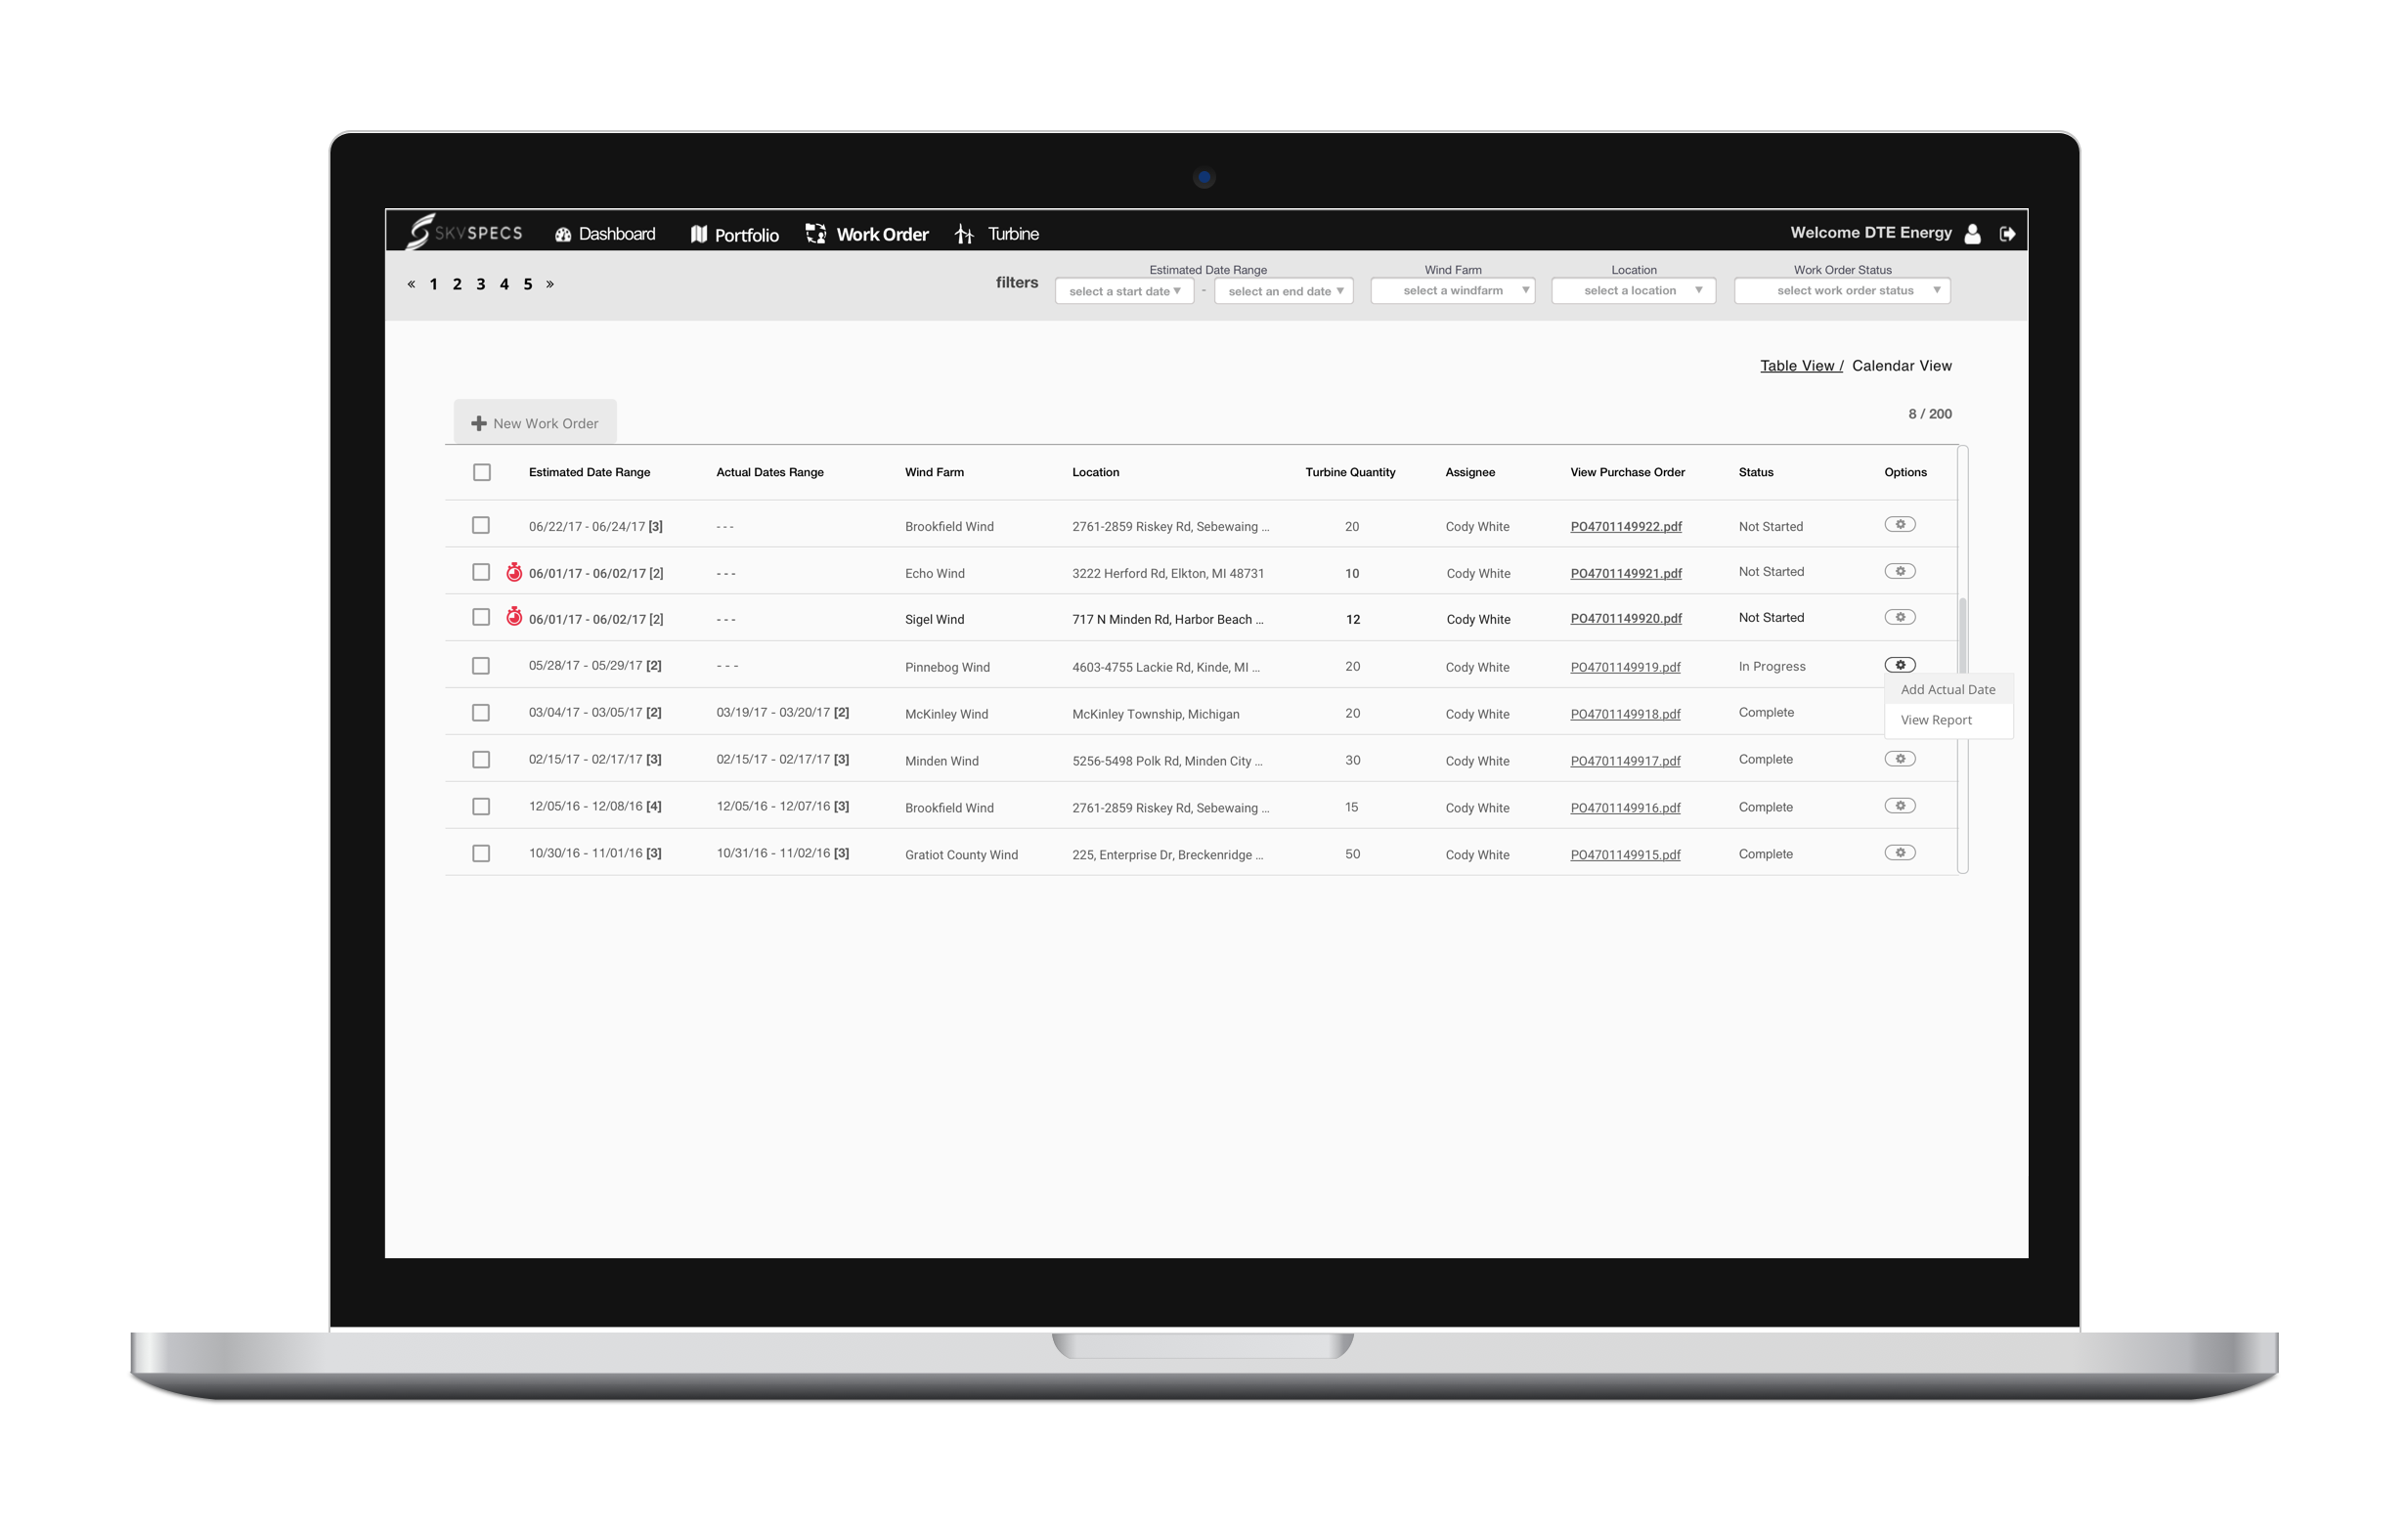 SKYSPECS Dashboard Portfolio Work Order Turbine Welcome DTE Energy
« 1 2 3 4 5 »
filters
Estimated Date Range Wind Farm Location Work Order Status
select a start date ▼ - select an end date ▼ select a windfarm ▼ select a location ▼ select work order status ▼
Table View / Calendar View
8 / 200
New Work Order
Estimated Date Range Actual Dates Range Wind Farm Location Turbine Quantity Assignee View Purchase Order Status Options
06/22/17 - 06/24/17 [3] - - - Brookfield Wind 2761-2859 Riskey Rd, Sebewaing ... 20 Cody White PO4701149922.pdf Not Started
06/01/17 - 06/02/17 [2] - - - Echo Wind 3222 Herford Rd, Elkton, MI 48731 10 Cody White PO4701149921.pdf Not Started
06/01/17 - 06/02/17 [2] - - - Sigel Wind 717 N Minden Rd, Harbor Beach ... 12 Cody White PO4701149920.pdf Not Started
05/28/17 - 05/29/17 [2] - - - Pinnebog Wind 4603-4755 Lackie Rd, Kinde, MI ... 20 Cody White PO4701149919.pdf In Progress
Add Actual Date
View Report
03/04/17 - 03/05/17 [2] 03/19/17 - 03/20/17 [2] McKinley Wind McKinley Township, Michigan 20 Cody White PO4701149918.pdf Complete
02/15/17 - 02/17/17 [3] 02/15/17 - 02/17/17 [3] Minden Wind 5256-5498 Polk Rd, Minden City ... 30 Cody White PO4701149917.pdf Complete
12/05/16 - 12/08/16 [4] 12/05/16 - 12/07/16 [3] Brookfield Wind 2761-2859 Riskey Rd, Sebewaing ... 15 Cody White PO4701149916.pdf Complete
10/30/16 - 11/01/16 [3] 10/31/16 - 11/02/16 [3] Gratiot County Wind 225, Enterprise Dr, Breckenridge ... 50 Cody White PO4701149915.pdf Complete